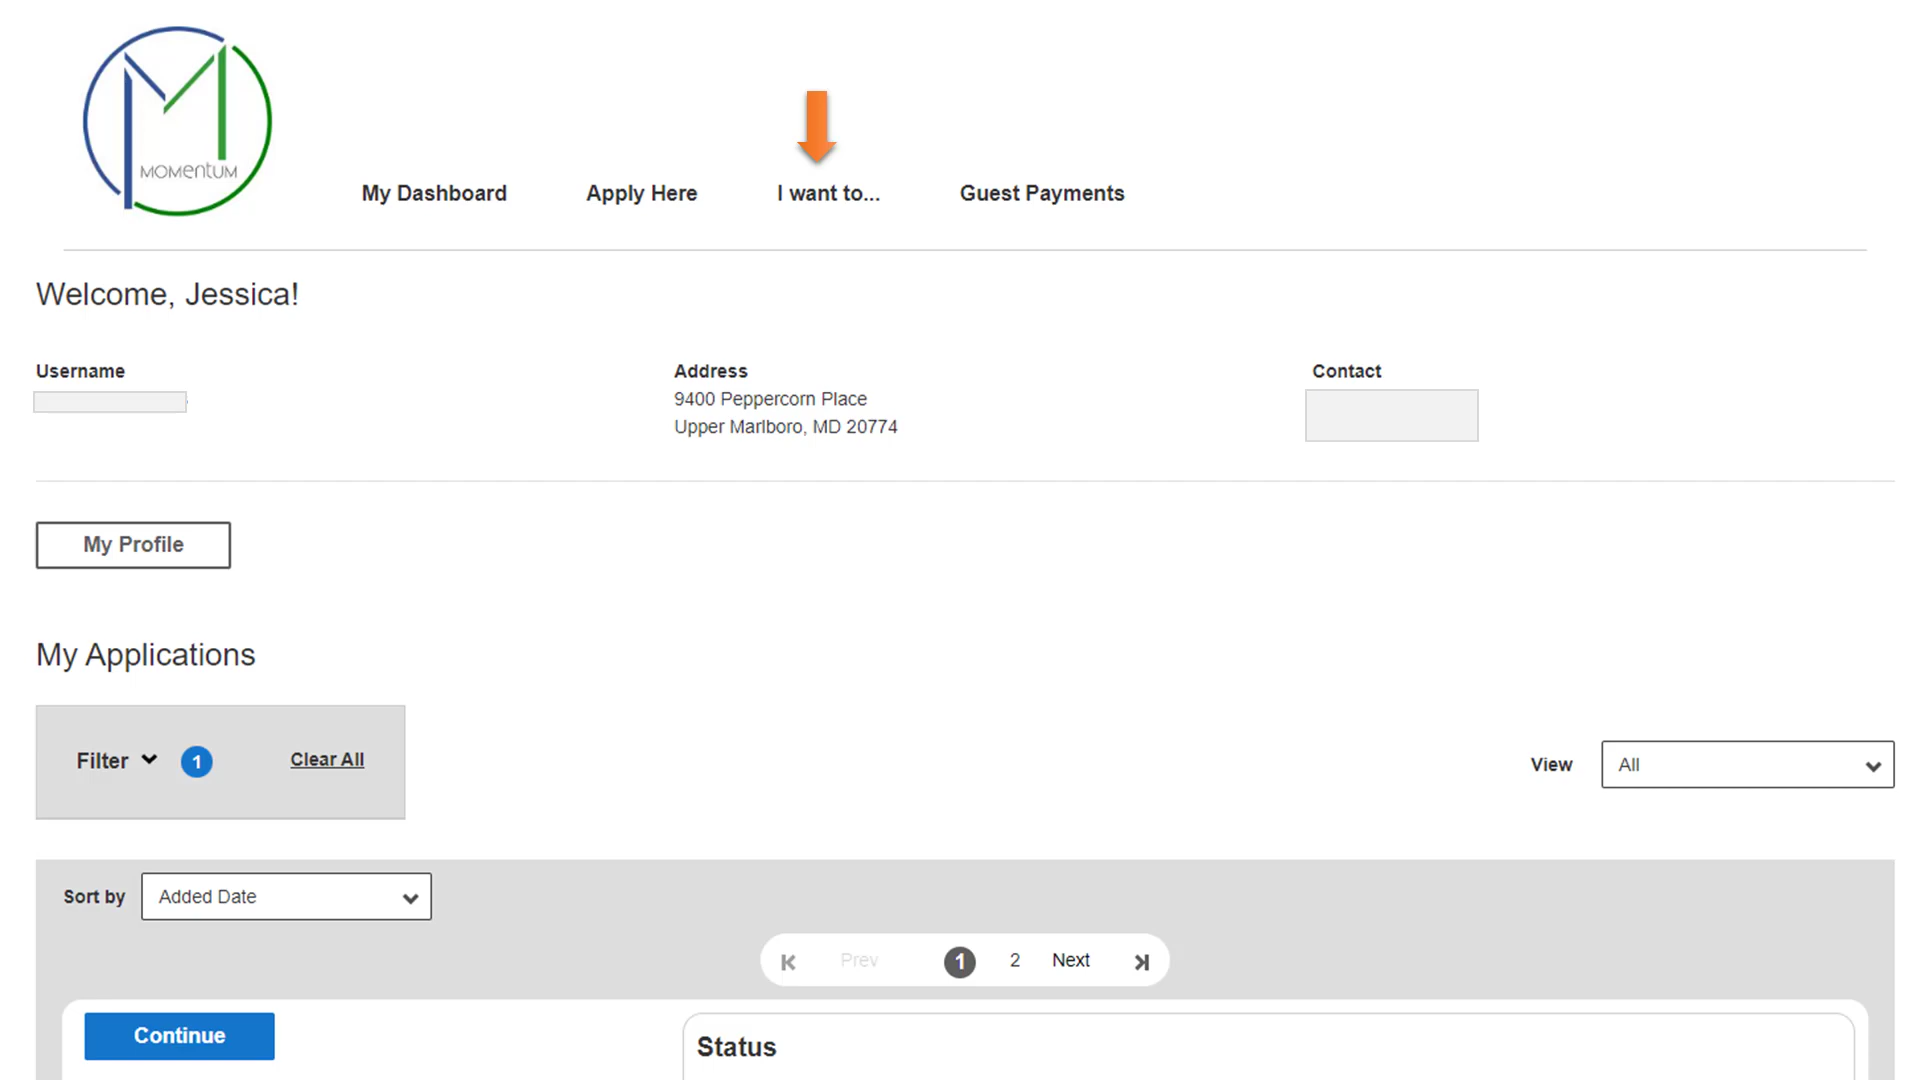 MOMENTUM
My Dashboard
Apply Here
I want to...
Guest Payments
Welcome, Jessica!
Username
Address
9400 Peppercorn Place
Upper Marlboro, MD 20774
Contact
My Profile
My Applications
Filter
1
Clear All
View
All
Sort by
Added Date
Prev
1
2
Next
Continue
Status